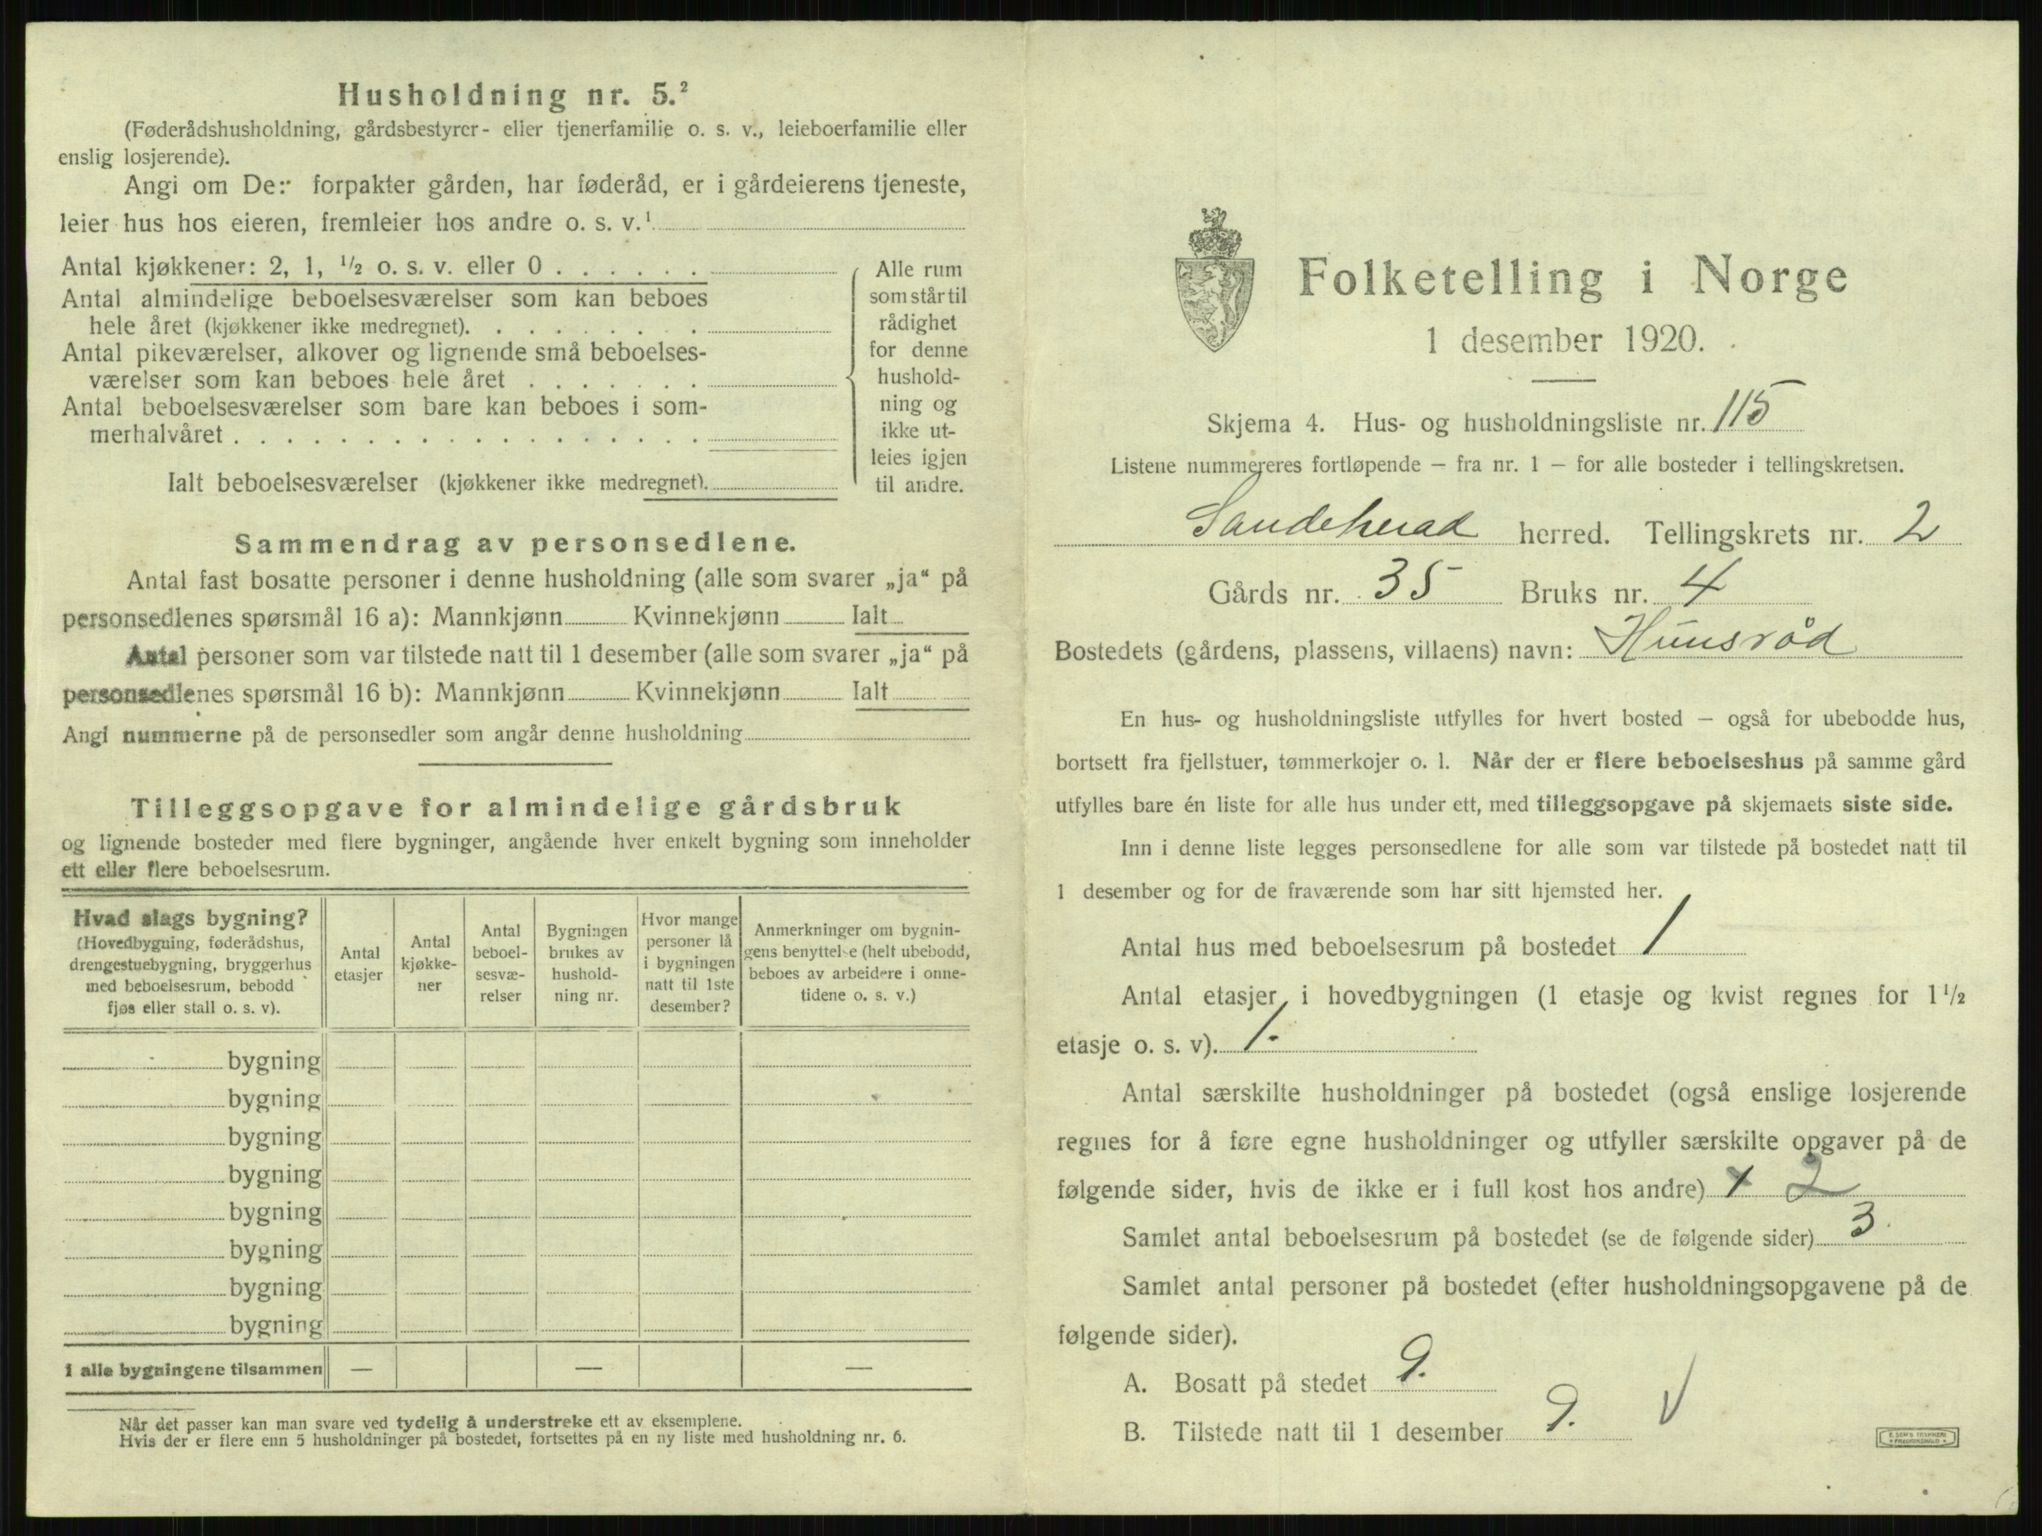 Husholdning nr. 5.²
(Føderådshusholdning, gårdsbestyrer- eller tjenerfamilie o. s. v., leieboerfamilie eller
enslig losjerende).
Angi om De: forpakter gården, har føderåd, er i gårdeierens tjeneste,
leier hus hos eieren, fremleier hos andre o. s. v.¹
Antal kjøkkener: 2, 1, ½ o. s. v. eller 0 . . . . . .
Antal almindelige beboelsesværelser som kan beboes
hele året (kjøkkener ikke medregnet). . . . . . . . .
Antal pikeværelser, alkover og lignende små beboelses-
værelser som kan beboes hele året . . . . . . .
Antal beboelsesværelser som bare kan beboes i som-
merhalvåret . . . . . . . . . . . . . . . . . .
Alle rum
som står til
rådighet
for denne
hushold-
ning og
ikke ut-
leies igjen
til andre.
Ialt beboelsesværelser (kjøkkener ikke medregnet).
Sammendrag av personsedlene.
Antal fast bosatte personer i denne husholdning (alle som svarer „ja“ på
personsedlenes spørsmål 16 a): Mannkjønn Kvinnekjønn Ialt
Antal personer som var tilstede natt til 1 desember (alle som svarer „ja“ på
personsedlenes spørsmål 16 b): Mannkjønn Kvinnekjønn Ialt
Angi nummerne på de personsedler som angår denne husholdning
Tilleggsopgave for almindelige gårdsbruk
og lignende bosteder med flere bygninger, angående hver enkelt bygning som inneholder
ett eller flere beboelsesrum.
Hvad slags bygning?
(Hovedbygning, føderådshus,
drengestuebygning, bryggerhus
med beboelsesrum, bebodd
fjøs eller stall o. s. v).
Antal
etasjer
Antal
kjøkke-
ner
Antal
beboel-
sesvæ-
relser
Bygningen
brukes av
hushold-
ning nr.
Hvor mange
personer lå
i bygningen
natt til 1ste
desember?
Anmerkninger om bygnin-
gens benyttelse (helt ubebodd,
beboes av arbeidere i onne-
tidene o. s. v.)
bygning
bygning
bygning
bygning
bygning
bygning
bygning
bygning
I alle bygningene tilsammen — — —
Når det passer kan man svare ved tydelig å understreke ett av eksemplene.
Hvis der er flere enn 5 husholdninger på bostedet, fortsettes på en ny liste med husholdning nr. 6.
Folketelling i Norge
1 desember 1920.
Skjema 4. Hus- og husholdningsliste nr. 115
Listene nummereres fortløpende – fra nr. 1 – for alle bosteder i tellingskretsen.
Sandeherad herred. Tellingskrets nr. 2
Gårds nr. 35 Bruks nr. 4
Bostedets (gårdens, plassens, villaens) navn: Hunsrød
En hus- og husholdningsliste utfylles for hvert bosted – også for ubebodde hus,
bortsett fra fjellstuer, tømmerkojer o. l. Når der er flere beboelseshus på samme gård
utfylles bare én liste for alle hus under ett, med tilleggsopgave på skjemaets siste side.
Inn i denne liste legges personsedlene for alle som var tilstede på bostedet natt til
1 desember og for de fraværende som har sitt hjemsted her.
Antal hus med beboelsesrum på bostedet 1
Antal etasjer i hovedbygningen (1 etasje og kvist regnes for 1½
etasje o. s. v). 1.
Antal særskilte husholdninger på bostedet (også enslige losjerende
regnes for å føre egne husholdninger og utfyller særskilte opgaver på de
følgende sider, hvis de ikke er i full kost hos andre) 2
Samlet antal beboelsesrum på bostedet (se de følgende sider) 3
Samlet antal personer på bostedet (efter husholdningsopgavene på de
følgende sider).
A. Bosatt på stedet 9.
B. Tilstede natt til 1 desember 9. V